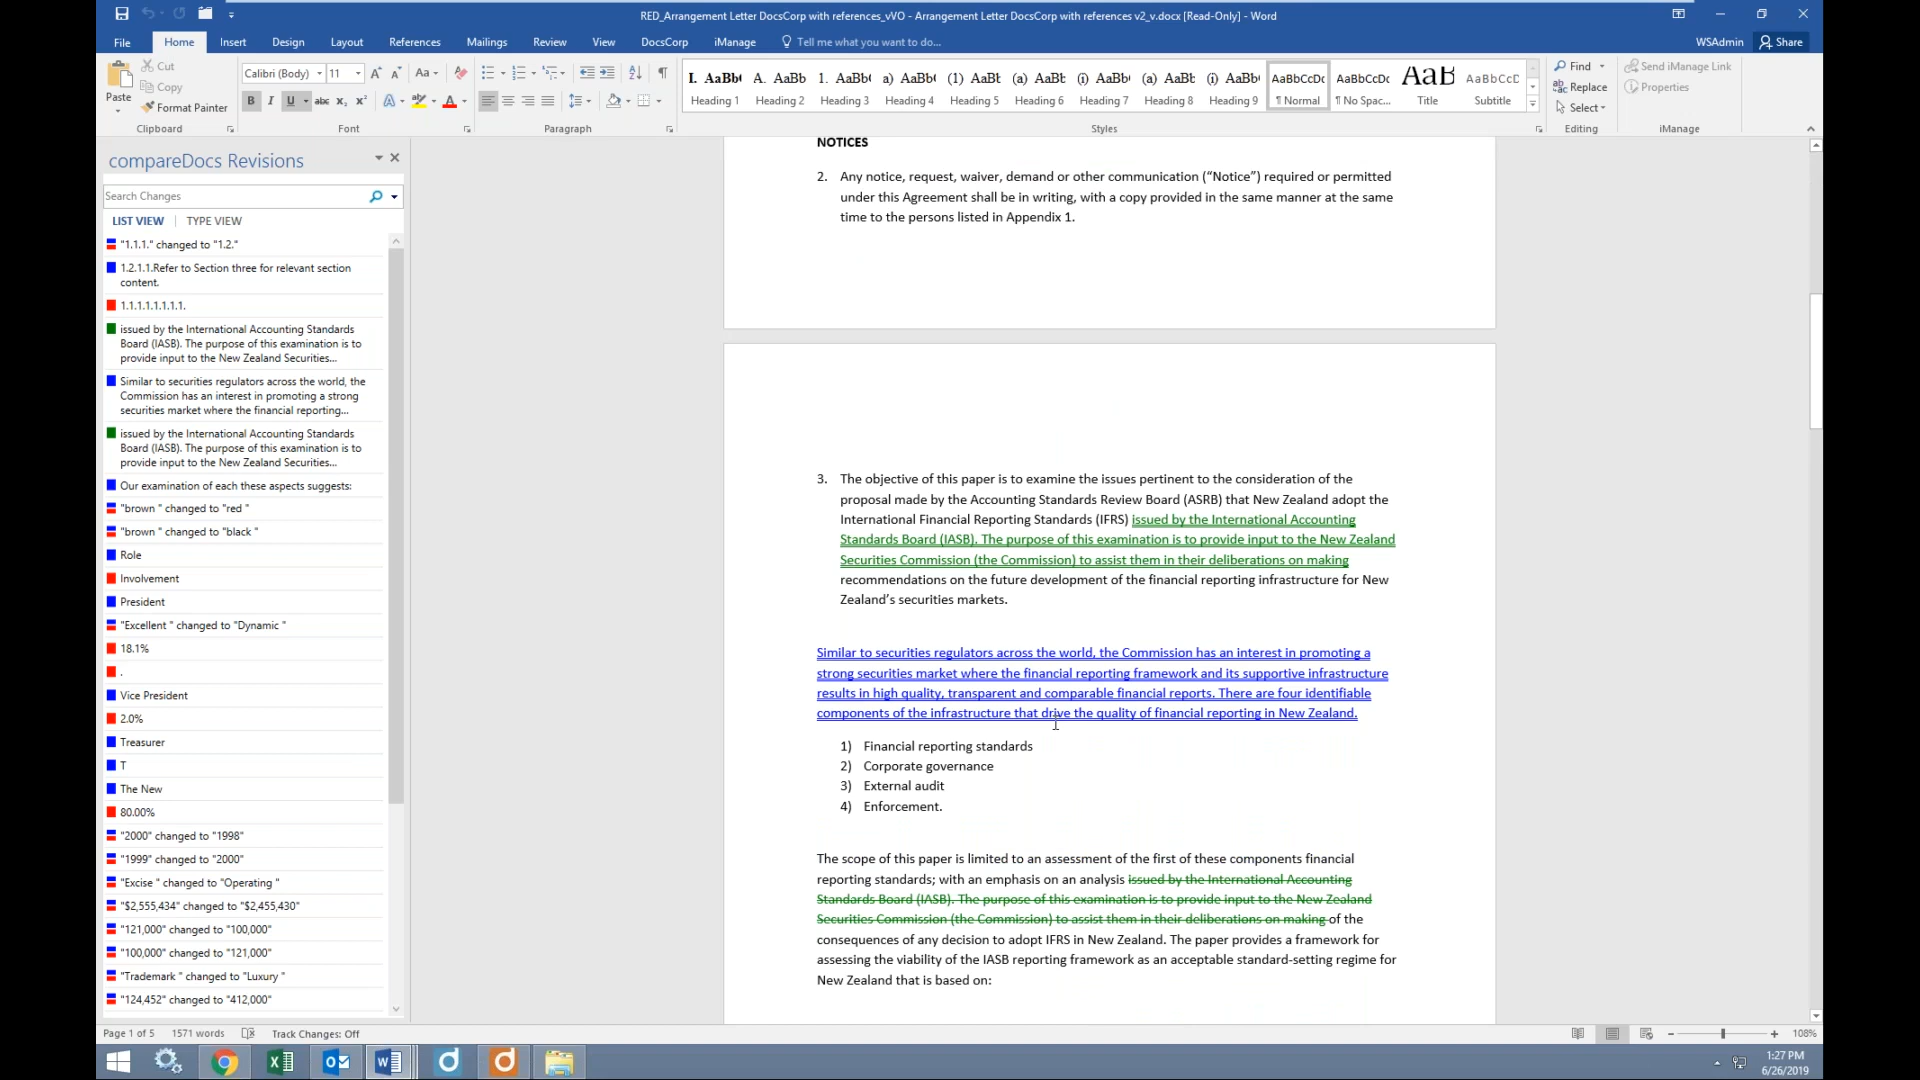 RED_Arrangement Letter DocsCorp with references_vVO - Arrangement Letter DocsCorp with references v2_v.docx [Read-Only] - Word
File Home Insert Design Layout References Mailings Review View DocsCorp iManage Tell me what you want to do... WSAdmin Share
Paste
Cut
Copy
Format Painter
Clipboard
Calibri (Body) 11
Aa
B I U abc x₂ x²
Font
Paragraph
I. AaBb( A. AaBb 1. AaBb( a) AaBb( (1) AaBt (a) AaBt (i) AaBb( (a) AaBt (i) AaBb( AaBbCcDc AaBbCcDc AaB AaBbCcD
Heading 1 Heading 2 Heading 3 Heading 4 Heading 5 Heading 6 Heading 7 Heading 8 Heading 9 ¶ Normal ¶ No Spac... Title Subtitle
Styles
Find
Replace
Select
Editing
Send iManage Link
Properties
iManage
compareDocs Revisions
Search Changes
LIST VIEW TYPE VIEW
"1.1.1." changed to "1.2."
1.2.1.1.Refer to Section three for relevant section
content.
1.1.1.1.1.1.1.1.
issued by the International Accounting Standards
Board (IASB). The purpose of this examination is to
provide input to the New Zealand Securities...
Similar to securities regulators across the world, the
Commission has an interest in promoting a strong
securities market where the financial reporting...
issued by the International Accounting Standards
Board (IASB). The purpose of this examination is to
provide input to the New Zealand Securities...
Our examination of each these aspects suggests:
"brown " changed to "red "
"brown " changed to "black "
Role
Involvement
President
"Excellent " changed to "Dynamic "
18.1%
.
Vice President
2.0%
Treasurer
T
The New
80.00%
"2000" changed to "1998"
"1999" changed to "2000"
"Excise " changed to "Operating "
"$2,555,434" changed to "$2,455,430"
"121,000" changed to "100,000"
"100,000" changed to "121,000"
"Trademark " changed to "Luxury "
"124,452" changed to "412,000"
NOTICES
2. Any notice, request, waiver, demand or other communication (“Notice”) required or permitted
under this Agreement shall be in writing, with a copy provided in the same manner at the same
time to the persons listed in Appendix 1.
3. The objective of this paper is to examine the issues pertinent to the consideration of the
proposal made by the Accounting Standards Review Board (ASRB) that New Zealand adopt the
International Financial Reporting Standards (IFRS) issued by the International Accounting
Standards Board (IASB). The purpose of this examination is to provide input to the New Zealand
Securities Commission (the Commission) to assist them in their deliberations on making
recommendations on the future development of the financial reporting infrastructure for New
Zealand’s securities markets.
Similar to securities regulators across the world, the Commission has an interest in promoting a
strong securities market where the financial reporting framework and its supportive infrastructure
results in high quality, transparent and comparable financial reports. There are four identifiable
components of the infrastructure that drive the quality of financial reporting in New Zealand.
1) Financial reporting standards
2) Corporate governance
3) External audit
4) Enforcement.
The scope of this paper is limited to an assessment of the first of these components financial
reporting standards; with an emphasis on an analysis issued by the International Accounting
Standards Board (IASB). The purpose of this examination is to provide input to the New Zealand
Securities Commission (the Commission) to assist them in their deliberations on making of the
consequences of any decision to adopt IFRS in New Zealand. The paper provides a framework for
assessing the viability of the IASB reporting framework as an acceptable standard-setting regime for
New Zealand that is based on:
Page 1 of 5 1571 words Track Changes: Off 108%
1:27 PM
6/26/2019